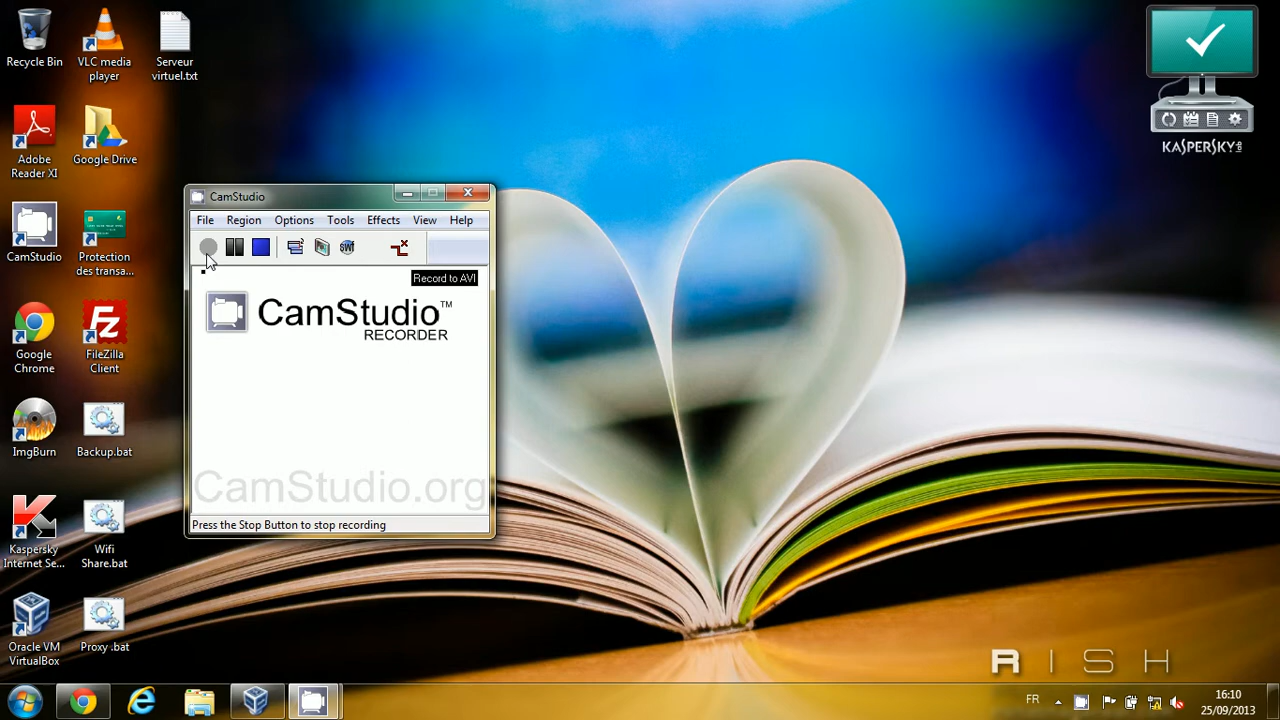 Recycle Bin
VLC media
player
Serveur
virtuel.txt
Adobe
Reader XI
Google Drive
CamStudio
Protection
des transa...
Google
Chrome
FileZilla
Client
ImgBurn
Backup.bat
Kaspersky
Internet Se...
Wifi
Share.bat
Oracle VM
VirtualBox
Proxy .bat
KASPERSKY
CamStudio
File Region Options Tools Effects View Help
SWF
Record to AVI
CamStudio™
RECORDER
CamStudio.org
Press the Stop Button to stop recording
RISH
FR
16:10
25/09/2013